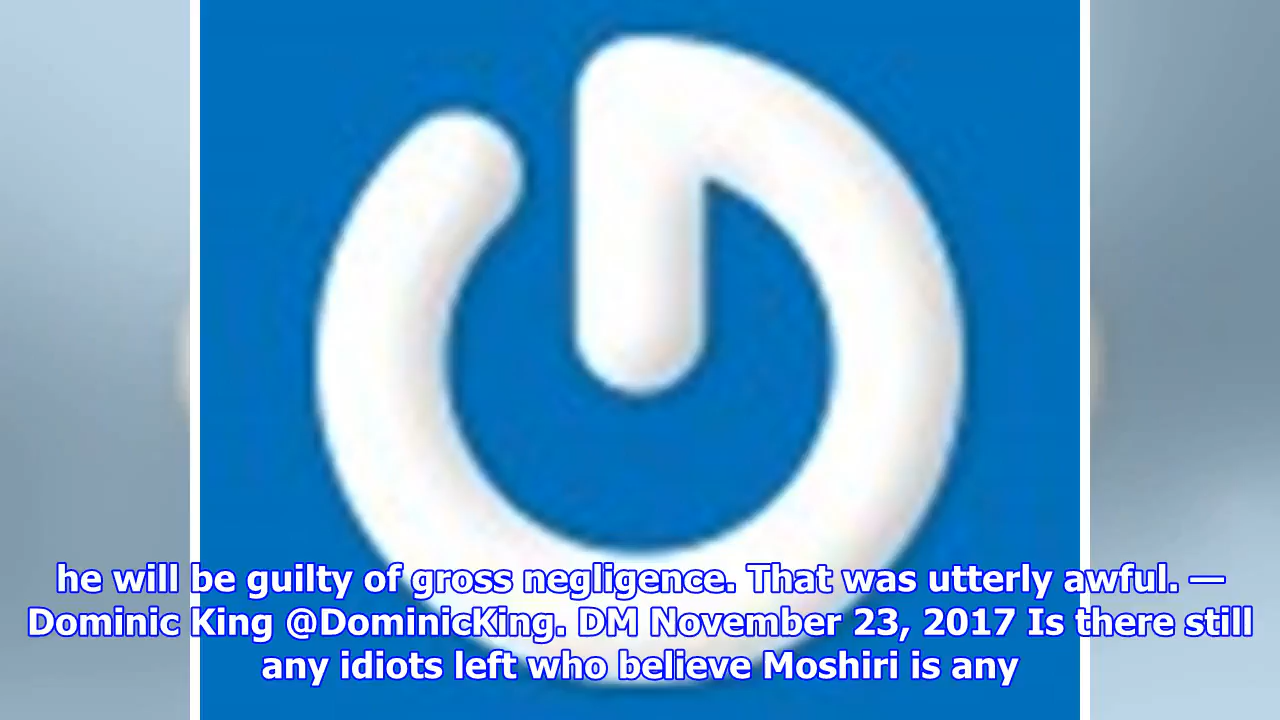 he will be guilty of gross negligence. That was utterly awful. —
Dominic King @DominicKing. DM November 23, 2017 Is there still
any idiots left who believe Moshiri is any